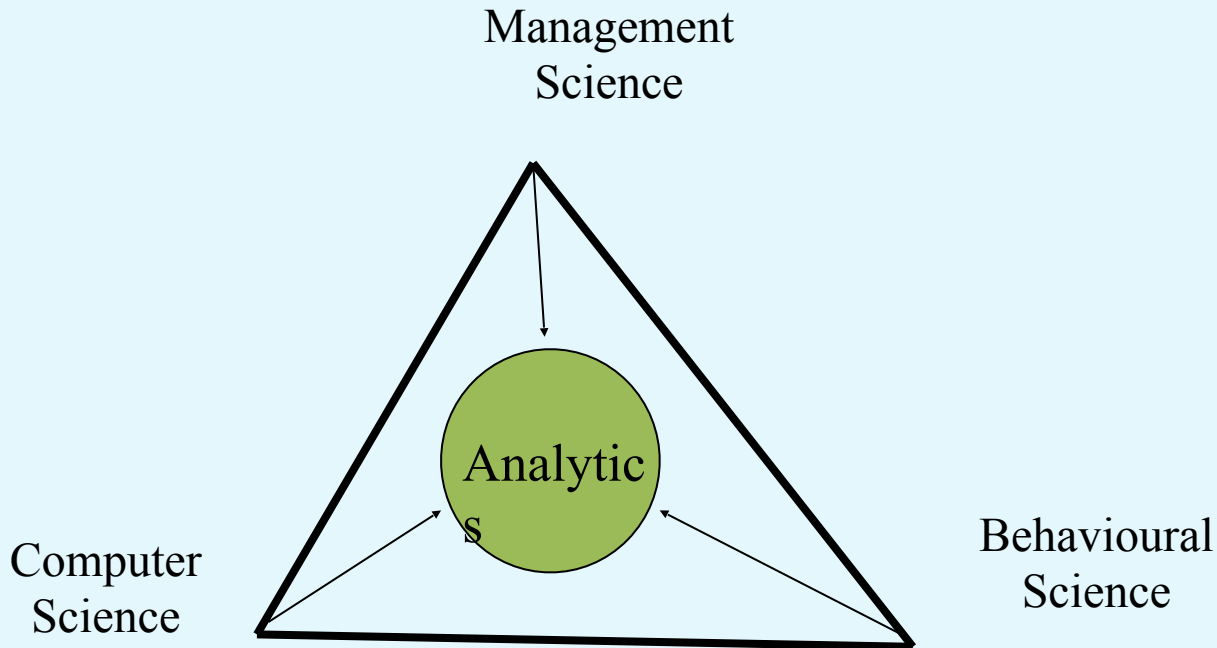 Management
Science
Analytic
s
Computer
Science
Behavioural
Science